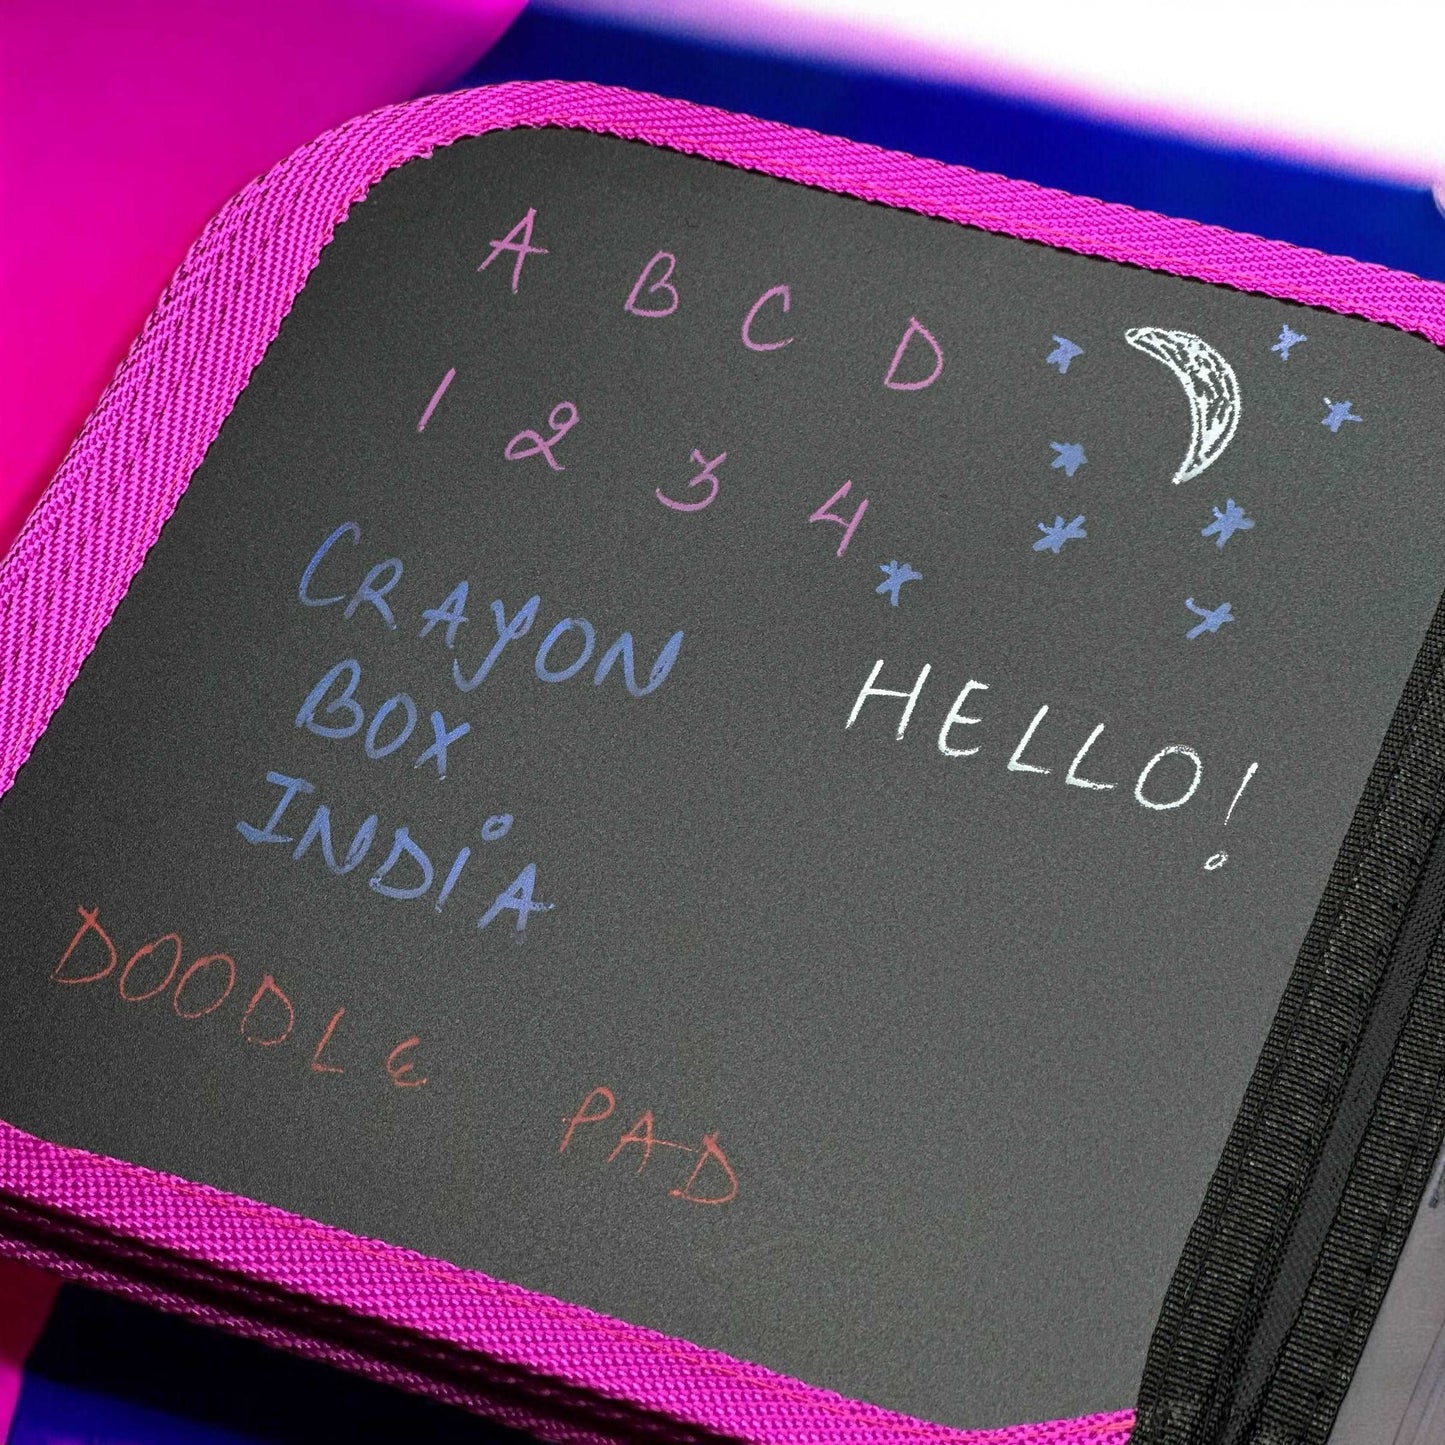 A B C D
1 2 3 4
CRAYON
BOX
INDiA
HELLO!
DOODLE PAD